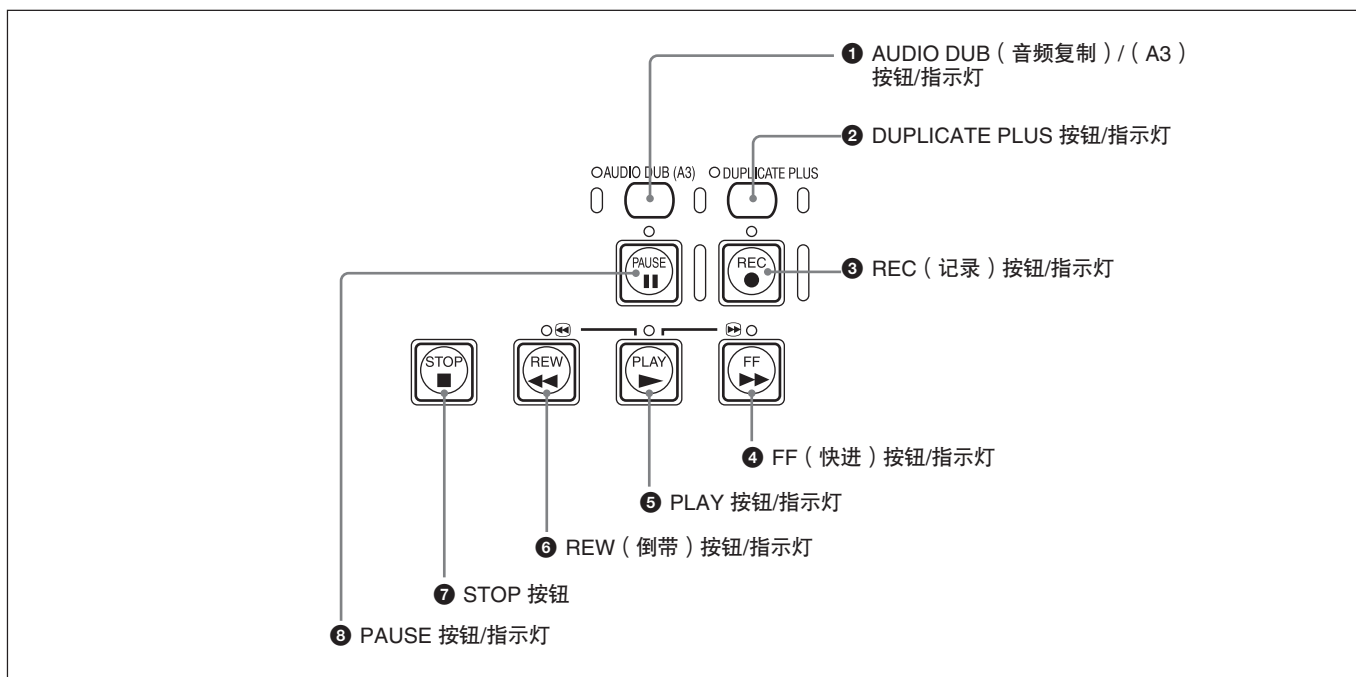 ❶ AUDIO DUB（音频复制）/（A3）
按钮/指示灯
❷ DUPLICATE PLUS 按钮/指示灯
AUDIO DUB (A3) DUPLICATE PLUS
PAUSE REC
❸ REC（记录）按钮/指示灯
STOP REW PLAY FF
❹ FF（快进）按钮/指示灯
❺ PLAY 按钮/指示灯
❻ REW（倒带）按钮/指示灯
❼ STOP 按钮
❽ PAUSE 按钮/指示灯